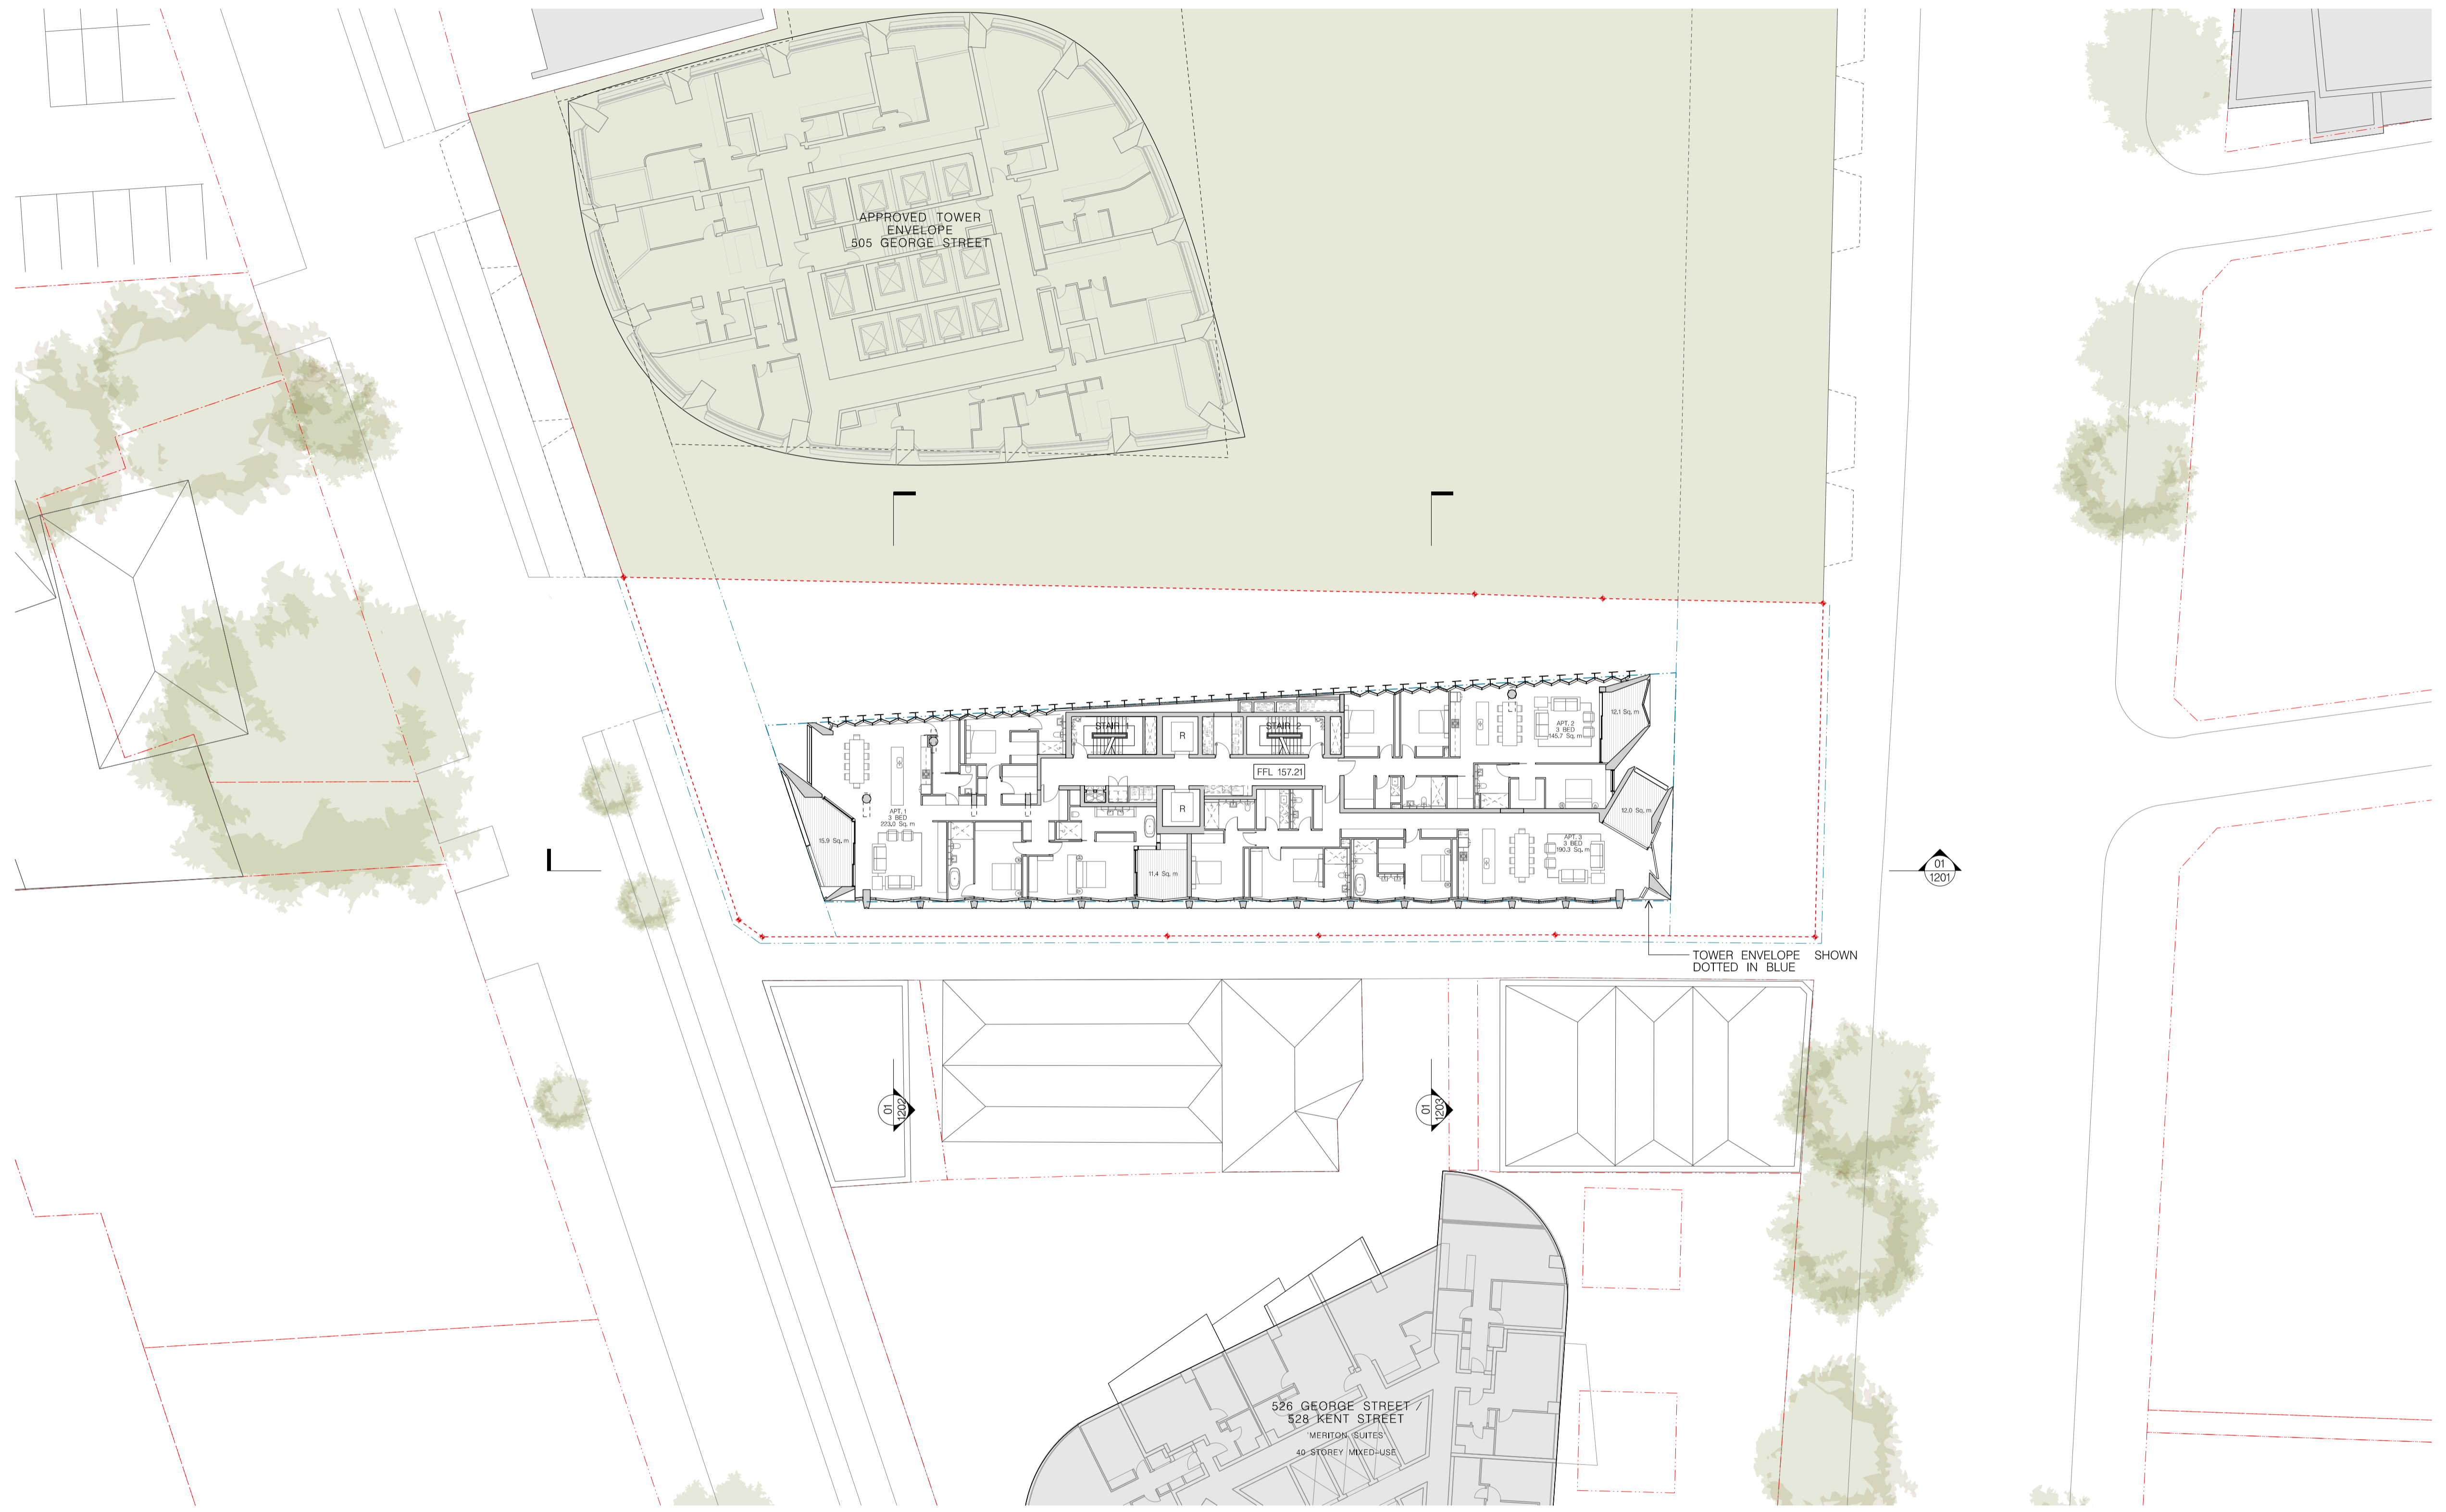 APPROVED TOWER
ENVELOPE
505 GEORGE STREET
STAIR 1
R
STAIR 2
FFL 157.21
R
APT. 1
3 BED
223.0 Sq. m
15.9 Sq. m
11.4 Sq. m
APT. 2
3 BED
145.7 Sq. m
12.1 Sq. m
12.0 Sq. m
APT. 3
3 BED
190.3 Sq. m
01
1201
TOWER ENVELOPE SHOWN
DOTTED IN BLUE
01
1202
01
1203
526 GEORGE STREET /
528 KENT STREET
'MERITON SUITES'
40 STOREY MIXED-USE